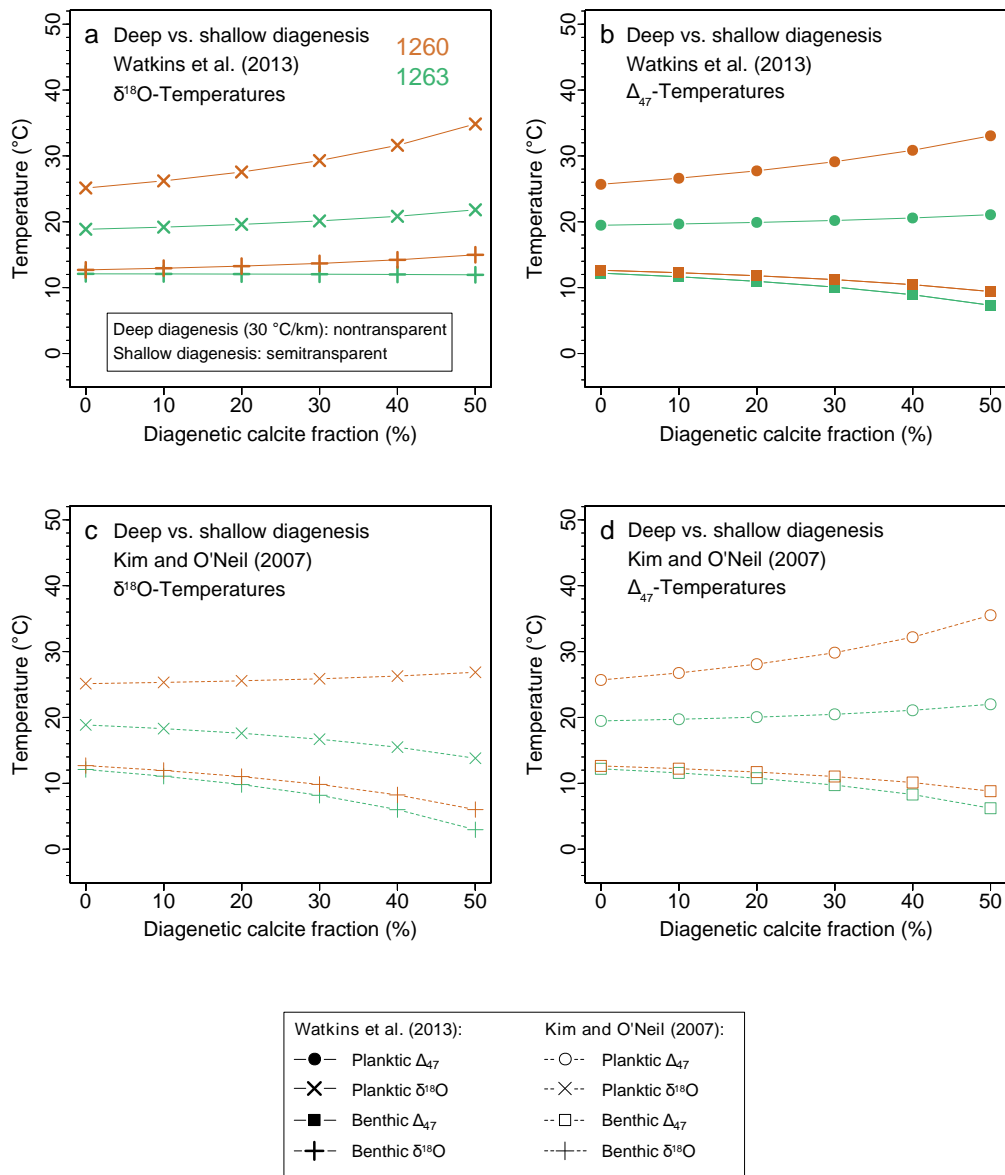 a Deep vs. shallow diagenesis
Watkins et al. (2013)
δ¹⁸O-Temperatures
1260
1263
Deep diagenesis (30 °C/km): nontransparent
Shallow diagenesis: semitransparent
Temperature (°C)
0 10 20 30 40 50
0 10 20 30 40 50
Diagenetic calcite fraction (%)
b Deep vs. shallow diagenesis
Watkins et al. (2013)
Δ₄₇-Temperatures
Temperature (°C)
0 10 20 30 40 50
0 10 20 30 40 50
Diagenetic calcite fraction (%)
c Deep vs. shallow diagenesis
Kim and O'Neil (2007)
δ¹⁸O-Temperatures
Temperature (°C)
0 10 20 30 40 50
0 10 20 30 40 50
Diagenetic calcite fraction (%)
d Deep vs. shallow diagenesis
Kim and O'Neil (2007)
Δ₄₇-Temperatures
Temperature (°C)
0 10 20 30 40 50
0 10 20 30 40 50
Diagenetic calcite fraction (%)
Watkins et al. (2013):
Planktic Δ₄₇
Planktic δ¹⁸O
Benthic Δ₄₇
Benthic δ¹⁸O
Kim and O'Neil (2007):
Planktic Δ₄₇
Planktic δ¹⁸O
Benthic Δ₄₇
Benthic δ¹⁸O